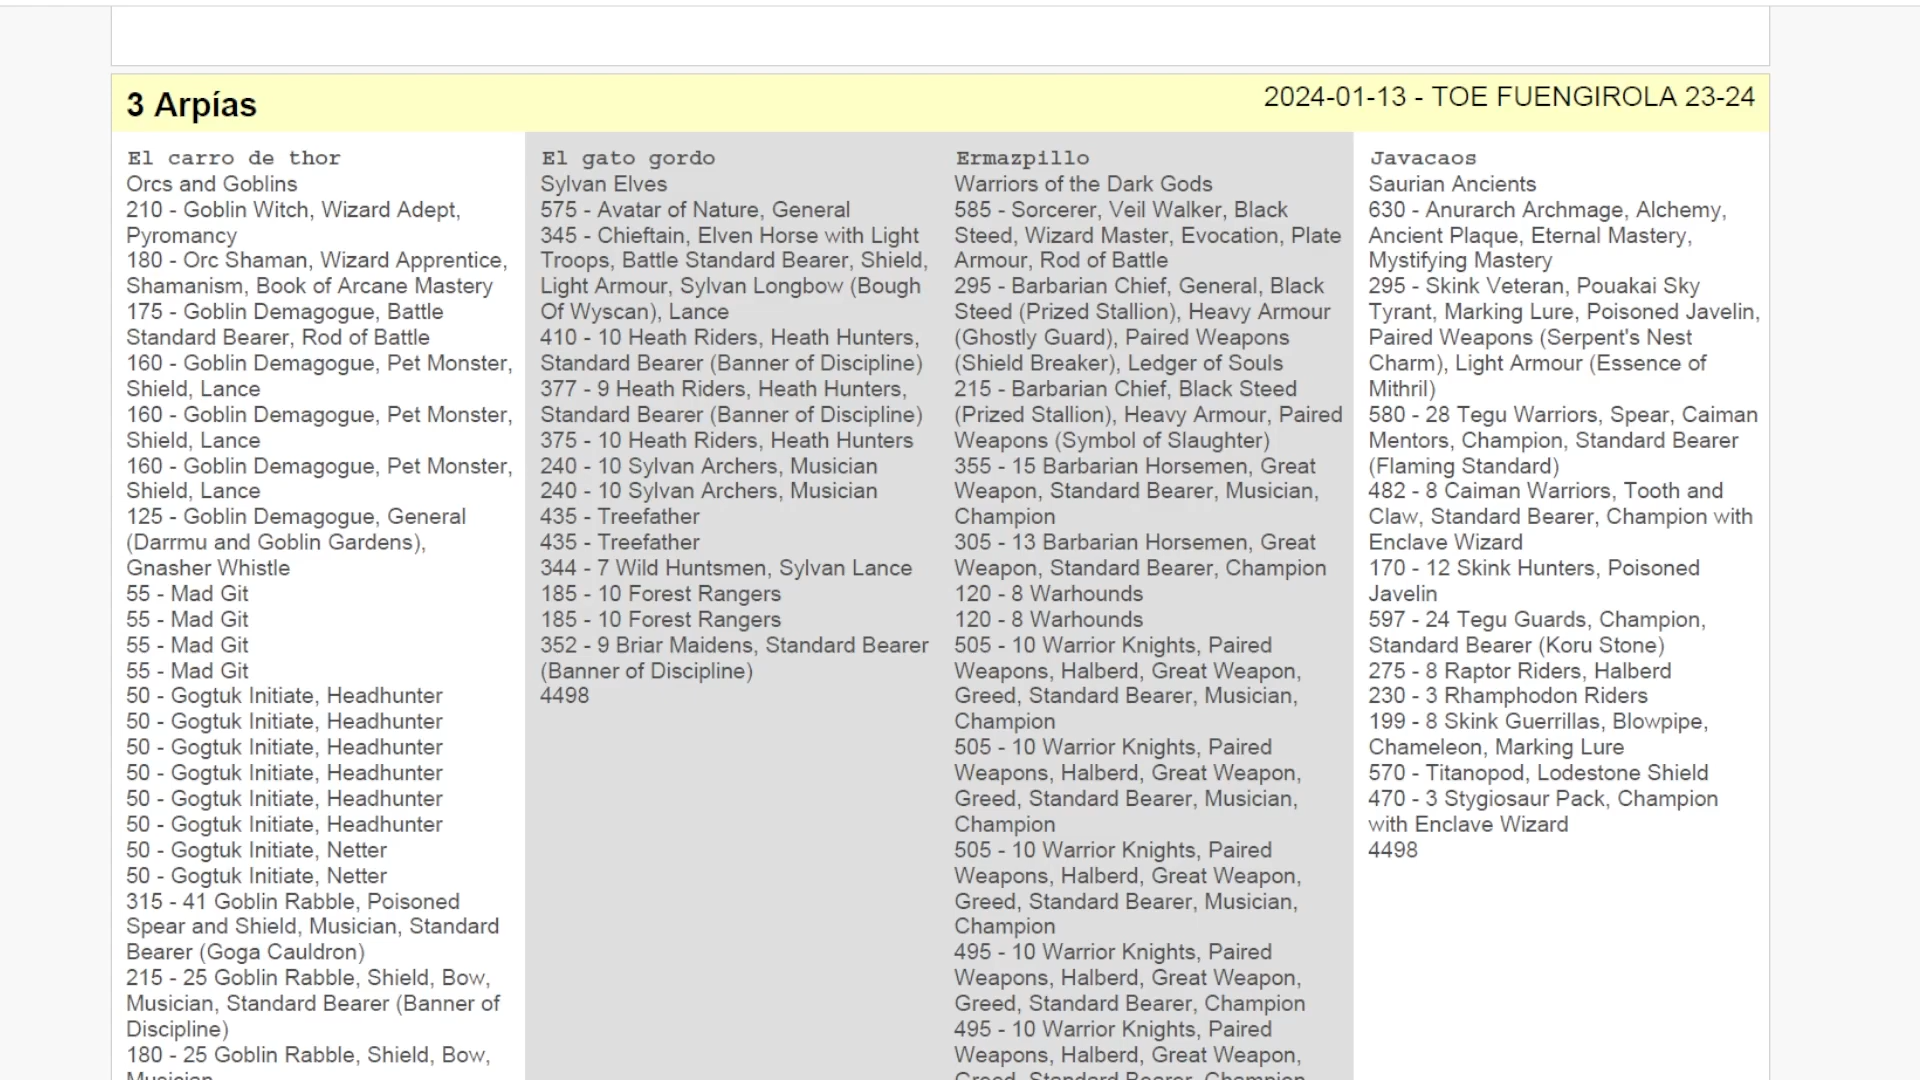 3 Arpías
2024-01-13 - TOE FUENGIROLA 23-24
El carro de thor
Orcs and Goblins
210 - Goblin Witch, Wizard Adept,
Pyromancy
180 - Orc Shaman, Wizard Apprentice,
Shamanism, Book of Arcane Mastery
175 - Goblin Demagogue, Battle
Standard Bearer, Rod of Battle
160 - Goblin Demagogue, Pet Monster,
Shield, Lance
160 - Goblin Demagogue, Pet Monster,
Shield, Lance
160 - Goblin Demagogue, Pet Monster,
Shield, Lance
125 - Goblin Demagogue, General
(Darrmu and Goblin Gardens),
Gnasher Whistle
55 - Mad Git
55 - Mad Git
55 - Mad Git
55 - Mad Git
50 - Gogtuk Initiate, Headhunter
50 - Gogtuk Initiate, Headhunter
50 - Gogtuk Initiate, Headhunter
50 - Gogtuk Initiate, Headhunter
50 - Gogtuk Initiate, Headhunter
50 - Gogtuk Initiate, Headhunter
50 - Gogtuk Initiate, Netter
50 - Gogtuk Initiate, Netter
315 - 41 Goblin Rabble, Poisoned
Spear and Shield, Musician, Standard
Bearer (Goga Cauldron)
215 - 25 Goblin Rabble, Shield, Bow,
Musician, Standard Bearer (Banner of
Discipline)
180 - 25 Goblin Rabble, Shield, Bow,
Musician
El gato gordo
Sylvan Elves
575 - Avatar of Nature, General
345 - Chieftain, Elven Horse with Light
Troops, Battle Standard Bearer, Shield,
Light Armour, Sylvan Longbow (Bough
Of Wyscan), Lance
410 - 10 Heath Riders, Heath Hunters,
Standard Bearer (Banner of Discipline)
377 - 9 Heath Riders, Heath Hunters,
Standard Bearer (Banner of Discipline)
375 - 10 Heath Riders, Heath Hunters
240 - 10 Sylvan Archers, Musician
240 - 10 Sylvan Archers, Musician
435 - Treefather
435 - Treefather
344 - 7 Wild Huntsmen, Sylvan Lance
185 - 10 Forest Rangers
185 - 10 Forest Rangers
352 - 9 Briar Maidens, Standard Bearer
(Banner of Discipline)
4498
Ermazpillo
Warriors of the Dark Gods
585 - Sorcerer, Veil Walker, Black
Steed, Wizard Master, Evocation, Plate
Armour, Rod of Battle
295 - Barbarian Chief, General, Black
Steed (Prized Stallion), Heavy Armour
(Ghostly Guard), Paired Weapons
(Shield Breaker), Ledger of Souls
215 - Barbarian Chief, Black Steed
(Prized Stallion), Heavy Armour, Paired
Weapons (Symbol of Slaughter)
355 - 15 Barbarian Horsemen, Great
Weapon, Standard Bearer, Musician,
Champion
305 - 13 Barbarian Horsemen, Great
Weapon, Standard Bearer, Champion
120 - 8 Warhounds
120 - 8 Warhounds
505 - 10 Warrior Knights, Paired
Weapons, Halberd, Great Weapon,
Greed, Standard Bearer, Musician,
Champion
505 - 10 Warrior Knights, Paired
Weapons, Halberd, Great Weapon,
Greed, Standard Bearer, Musician,
Champion
505 - 10 Warrior Knights, Paired
Weapons, Halberd, Great Weapon,
Greed, Standard Bearer, Musician,
Champion
495 - 10 Warrior Knights, Paired
Weapons, Halberd, Great Weapon,
Greed, Standard Bearer, Champion
495 - 10 Warrior Knights, Paired
Weapons, Halberd, Great Weapon,
Greed, Standard Bearer, Champion
Javacaos
Saurian Ancients
630 - Anurarch Archmage, Alchemy,
Ancient Plaque, Eternal Mastery,
Mystifying Mastery
295 - Skink Veteran, Pouakai Sky
Tyrant, Marking Lure, Poisoned Javelin,
Paired Weapons (Serpent's Nest
Charm), Light Armour (Essence of
Mithril)
580 - 28 Tegu Warriors, Spear, Caiman
Mentors, Champion, Standard Bearer
(Flaming Standard)
482 - 8 Caiman Warriors, Tooth and
Claw, Standard Bearer, Champion with
Enclave Wizard
170 - 12 Skink Hunters, Poisoned
Javelin
597 - 24 Tegu Guards, Champion,
Standard Bearer (Koru Stone)
275 - 8 Raptor Riders, Halberd
230 - 3 Rhamphodon Riders
199 - 8 Skink Guerrillas, Blowpipe,
Chameleon, Marking Lure
570 - Titanopod, Lodestone Shield
470 - 3 Stygiosaur Pack, Champion
with Enclave Wizard
4498